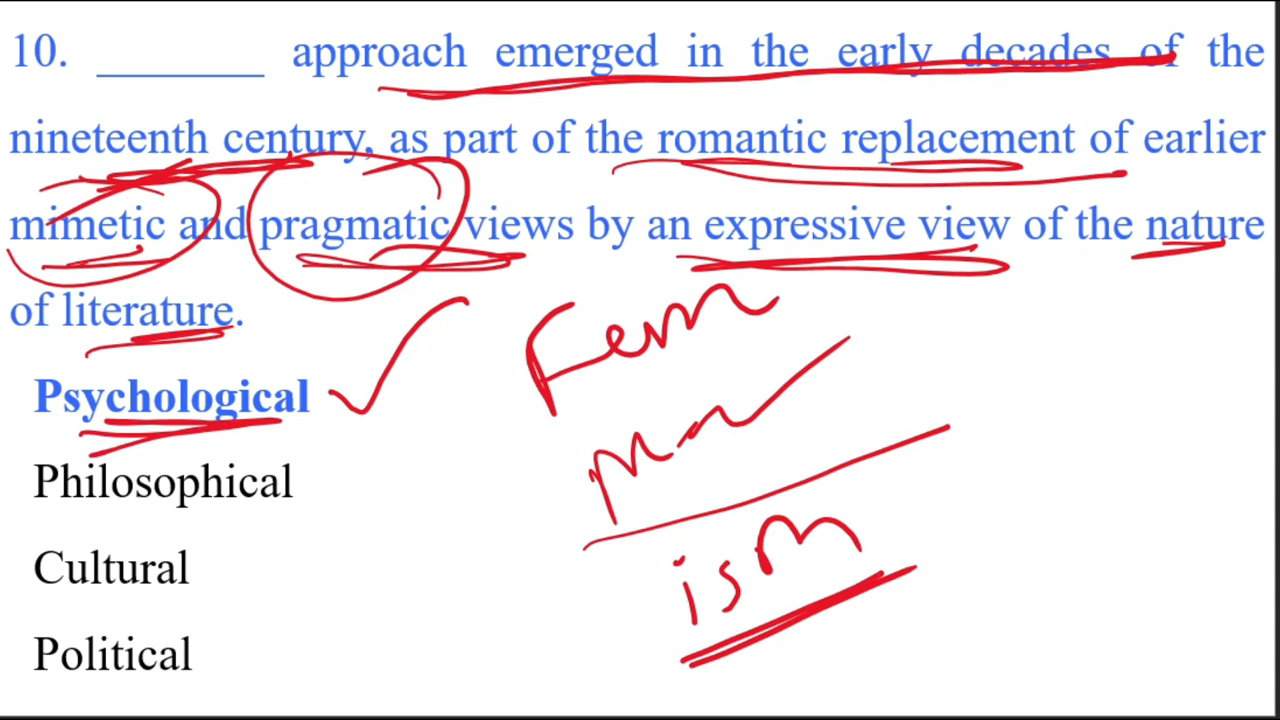 10. _______ approach emerged in the early decades of the
nineteenth century, as part of the romantic replacement of earlier
mimetic and pragmatic views by an expressive view of the nature
of literature.
Psychological
Fem
Philosophical
ism
Cultural
Political